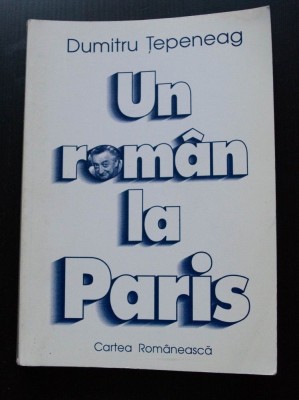 Dumitru Țepeneag
Un
român
la
Paris
Cartea Românească